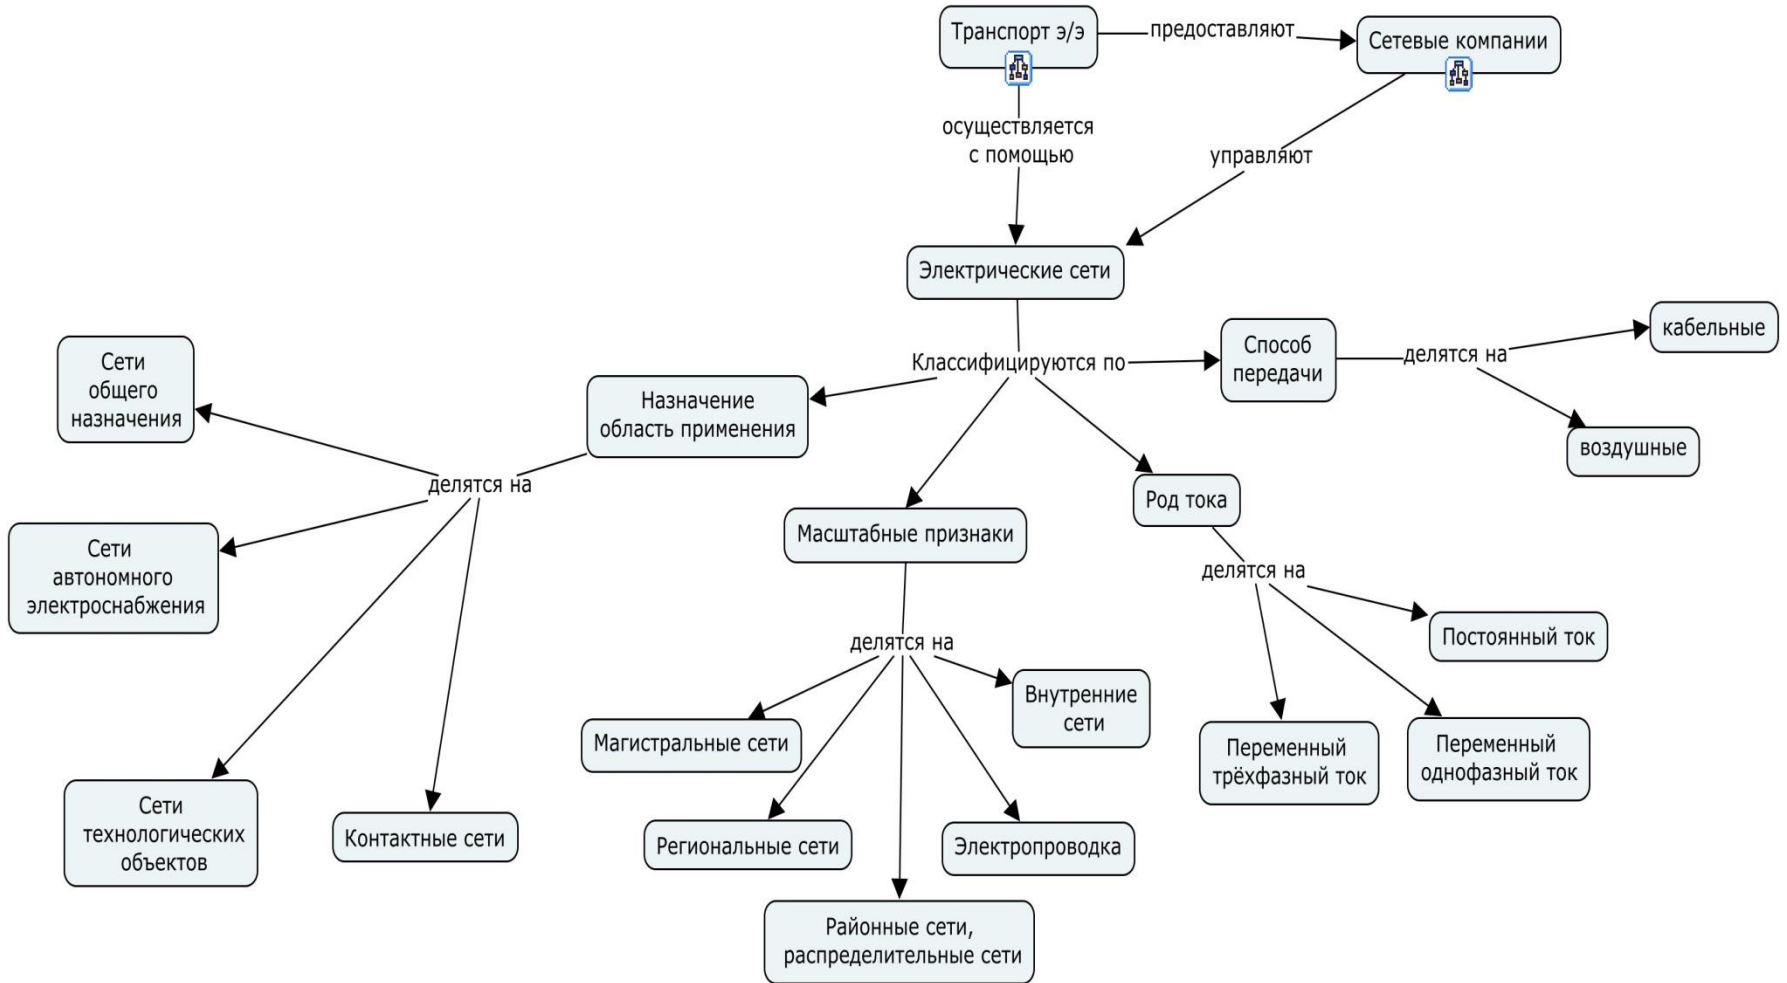 Транспорт э/э
предоставляют
Сетевые компании
осуществляется
с помощью
управляют
Электрические сети
Классифицируются по
Способ
передачи
делятся на
кабельные
воздушные
Назначение
область применения
делятся на
Сети
общего
назначения
Сети
автономного
электроснабжения
Сети
технологических
объектов
Контактные сети
Масштабные признаки
делятся на
Магистральные сети
Региональные сети
Районные сети,
распределительные сети
Электропроводка
Внутренние
сети
Род тока
делятся на
Постоянный ток
Переменный
трёхфазный ток
Переменный
однофазный ток